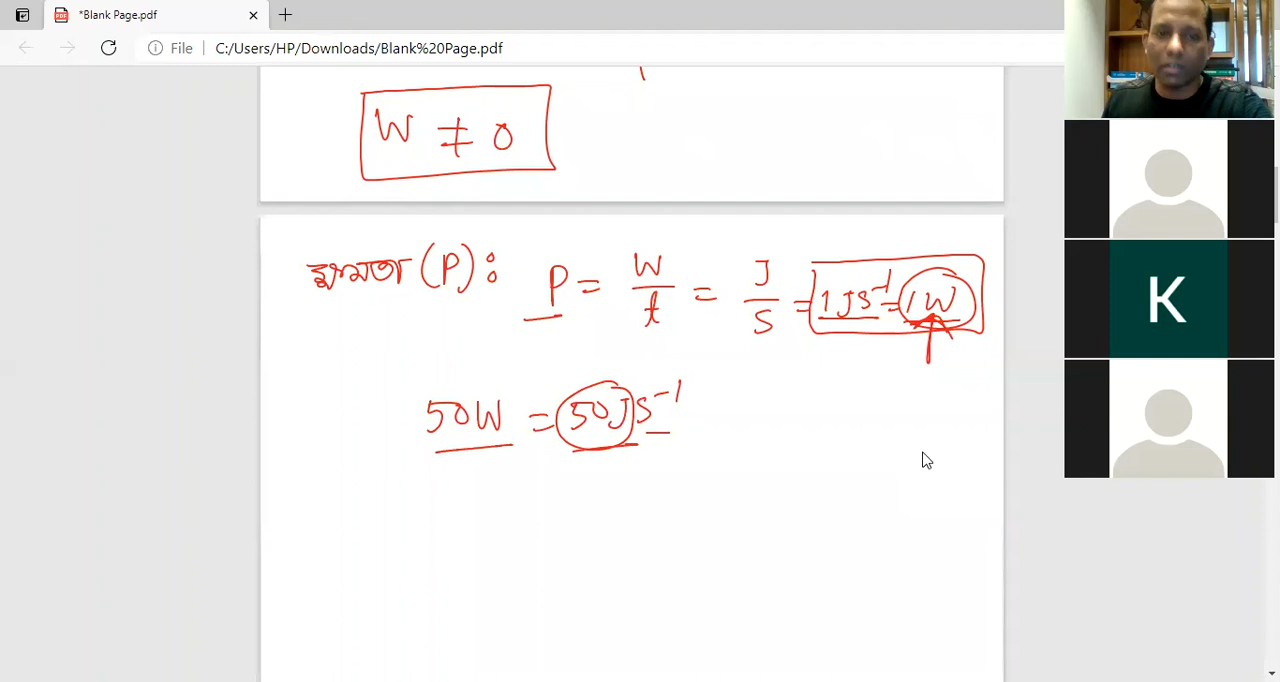 *Blank Page.pdf
File C:/Users/HP/Downloads/Blank%20Page.pdf
W ≠ 0
ক্ষমতা (P): P = W/t = J/S = 1JS⁻¹ = 1W
50W = 50JS⁻¹
K